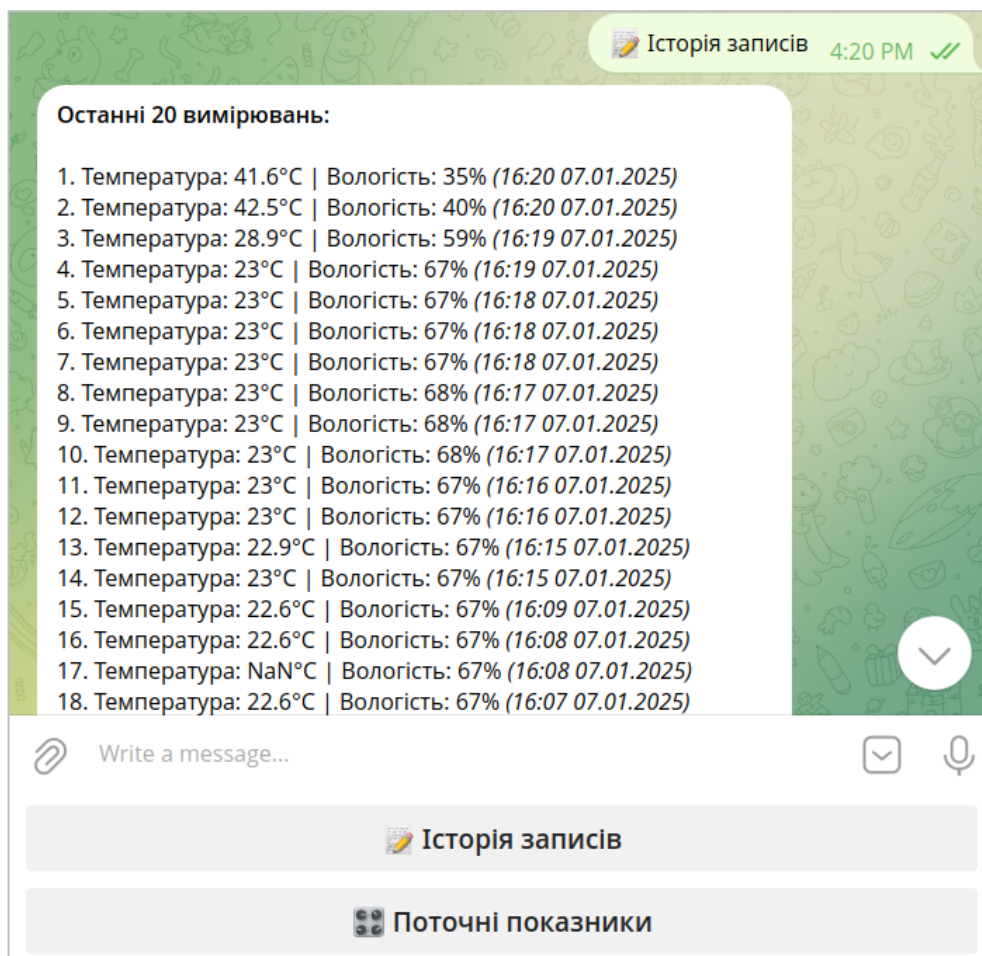 📝 Історія записів 4:20 PM
Останні 20 вимірювань:
1. Температура: 41.6°C | Вологість: 35% (16:20 07.01.2025)
2. Температура: 42.5°C | Вологість: 40% (16:20 07.01.2025)
3. Температура: 28.9°C | Вологість: 59% (16:19 07.01.2025)
4. Температура: 23°C | Вологість: 67% (16:19 07.01.2025)
5. Температура: 23°C | Вологість: 67% (16:18 07.01.2025)
6. Температура: 23°C | Вологість: 67% (16:18 07.01.2025)
7. Температура: 23°C | Вологість: 67% (16:18 07.01.2025)
8. Температура: 23°C | Вологість: 68% (16:17 07.01.2025)
9. Температура: 23°C | Вологість: 68% (16:17 07.01.2025)
10. Температура: 23°C | Вологість: 68% (16:17 07.01.2025)
11. Температура: 23°C | Вологість: 67% (16:16 07.01.2025)
12. Температура: 23°C | Вологість: 67% (16:16 07.01.2025)
13. Температура: 22.9°C | Вологість: 67% (16:15 07.01.2025)
14. Температура: 23°C | Вологість: 67% (16:15 07.01.2025)
15. Температура: 22.6°C | Вологість: 67% (16:09 07.01.2025)
16. Температура: 22.6°C | Вологість: 67% (16:08 07.01.2025)
17. Температура: NaN°C | Вологість: 67% (16:08 07.01.2025)
18. Температура: 22.6°C | Вологість: 67% (16:07 07.01.2025)
Write a message...
📝 Історія записів
🎛 Поточні показники